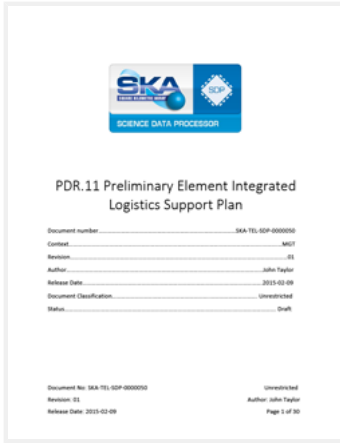 SKA
SQUARE KILOMETRE ARRAY
SDP
SCIENCE DATA PROCESSOR
PDR.11 Preliminary Element Integrated
Logistics Support Plan
Document number........SKA-TEL-SDP-0000050
Context........MGT
Revision........01
Author........John Taylor
Release Date........2015-02-09
Document Classification........Unrestricted
Status........Draft
Document No: SKA-TEL-SDP-0000050 Unrestricted
Revision: 01 Author: John Taylor
Release Date: 2015-02-09 Page 1 of 30